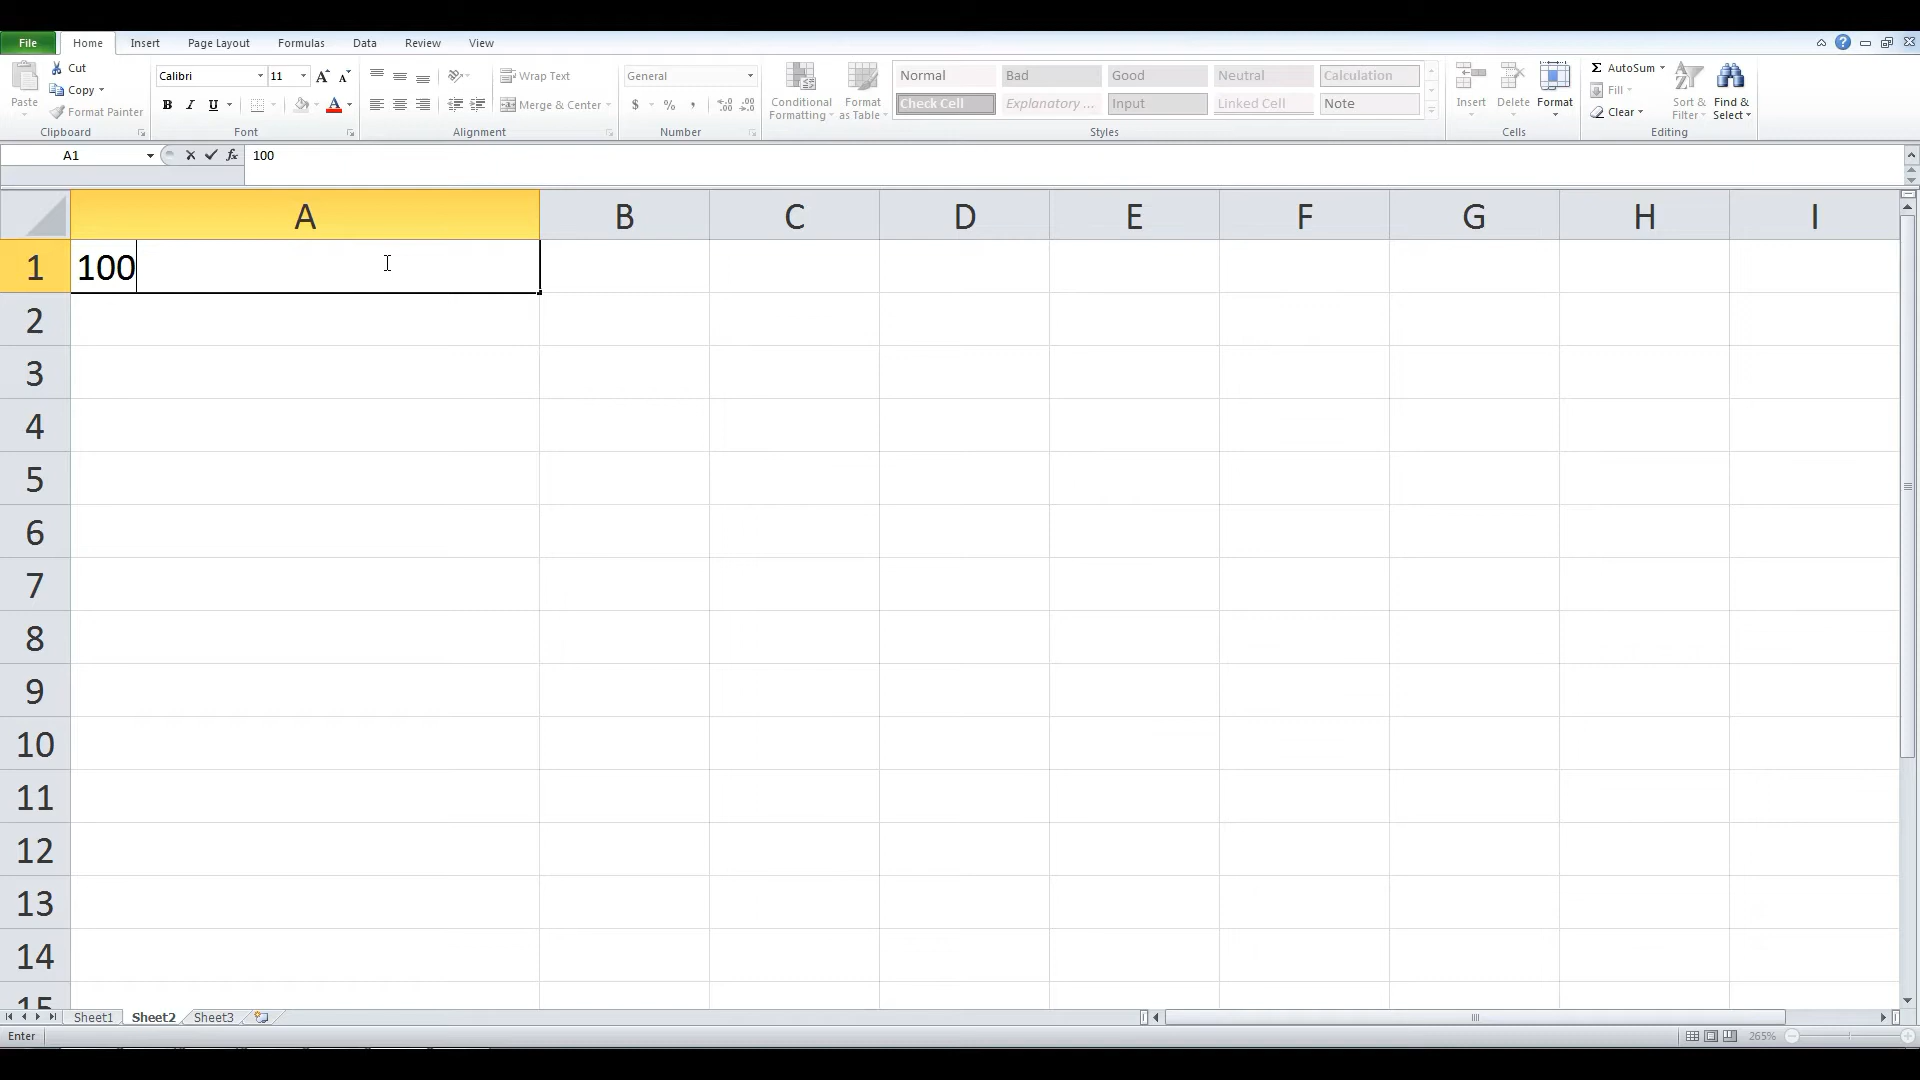 File Home Insert Page Layout Formulas Data Review View
Cut
Copy
Format Painter
Paste
Clipboard
Calibri 11
B I U
Font
Wrap Text
Merge & Center
Alignment
General
$ % ,
Number
Conditional Formatting
Format as Table
Normal Bad Good Neutral Calculation
Check Cell Explanatory ... Input Linked Cell Note
Styles
Insert Delete Format
Cells
Σ AutoSum
Fill
Clear
Sort & Filter
Find & Select
Editing
A1 fx 100
A B C D E F G H I
1 100
2
3
4
5
6
7
8
9
10
11
12
13
14
15
Sheet1 Sheet2 Sheet3
Enter 265%